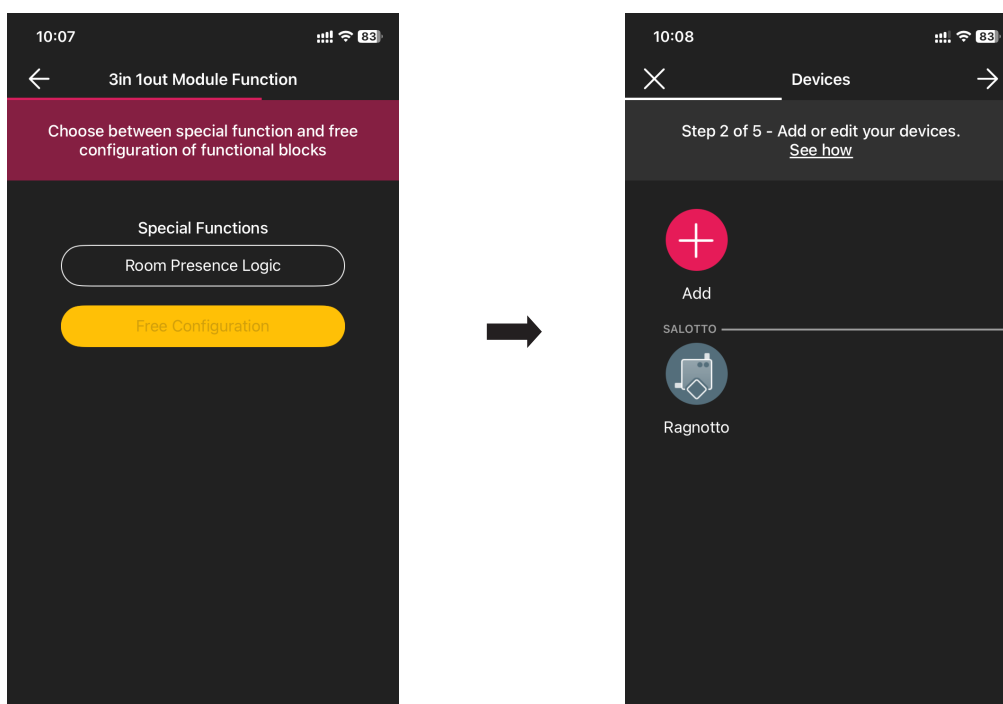 10:07
83
3in 1out Module Function
Choose between special function and free
configuration of functional blocks
Special Functions
Room Presence Logic
Free Configuration
10:08
83
Devices
Step 2 of 5 - Add or edit your devices.
See how
Add
SALOTTO
Ragnotto